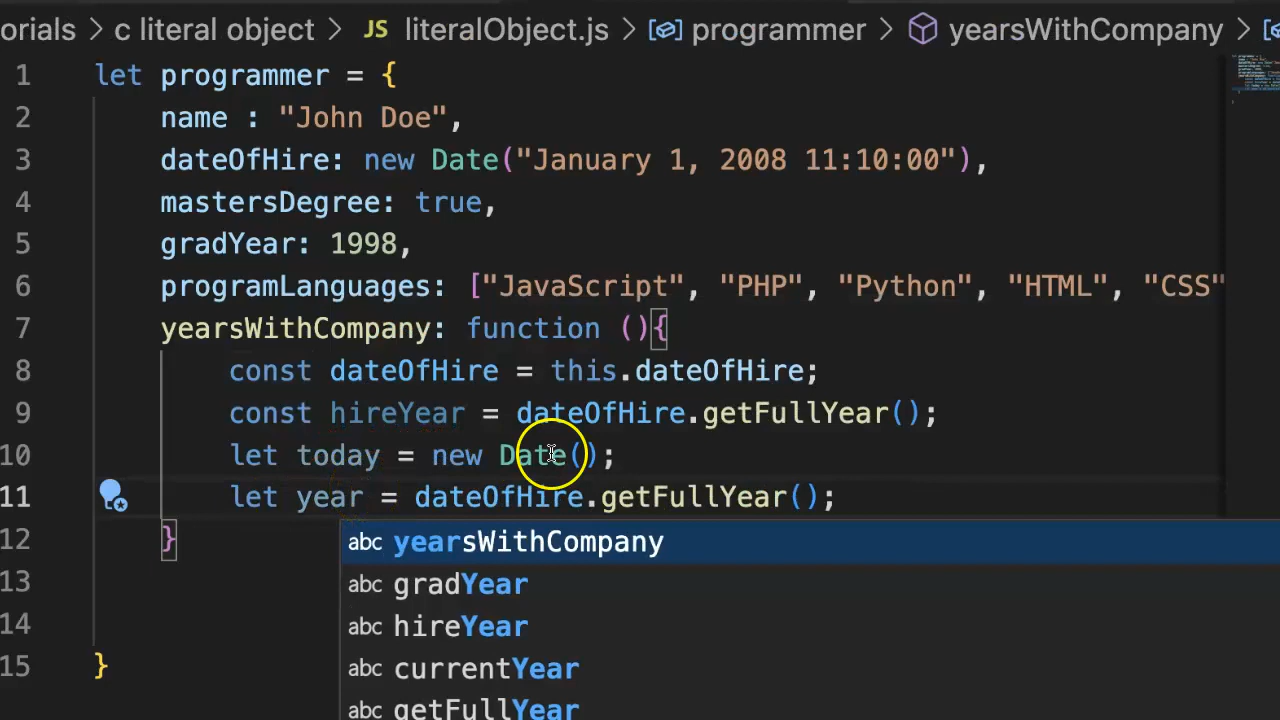 orials > c literal object > JS literalObject.js > programmer > yearsWithCompany >
1 let programmer = {
2 name : "John Doe",
3 dateOfHire: new Date("January 1, 2008 11:10:00"),
4 mastersDegree: true,
5 gradYear: 1998,
6 programLanguages: ["JavaScript", "PHP", "Python", "HTML", "CSS"
7 yearsWithCompany: function (){
8 const dateOfHire = this.dateOfHire;
9 const hireYear = dateOfHire.getFullYear();
10 let today = new Date();
11 let year = dateOfHire.getFullYear();
12 }
abc yearsWithCompany
13
abc gradYear
14
abc hireYear
15 }
abc currentYear
abc getFullYear